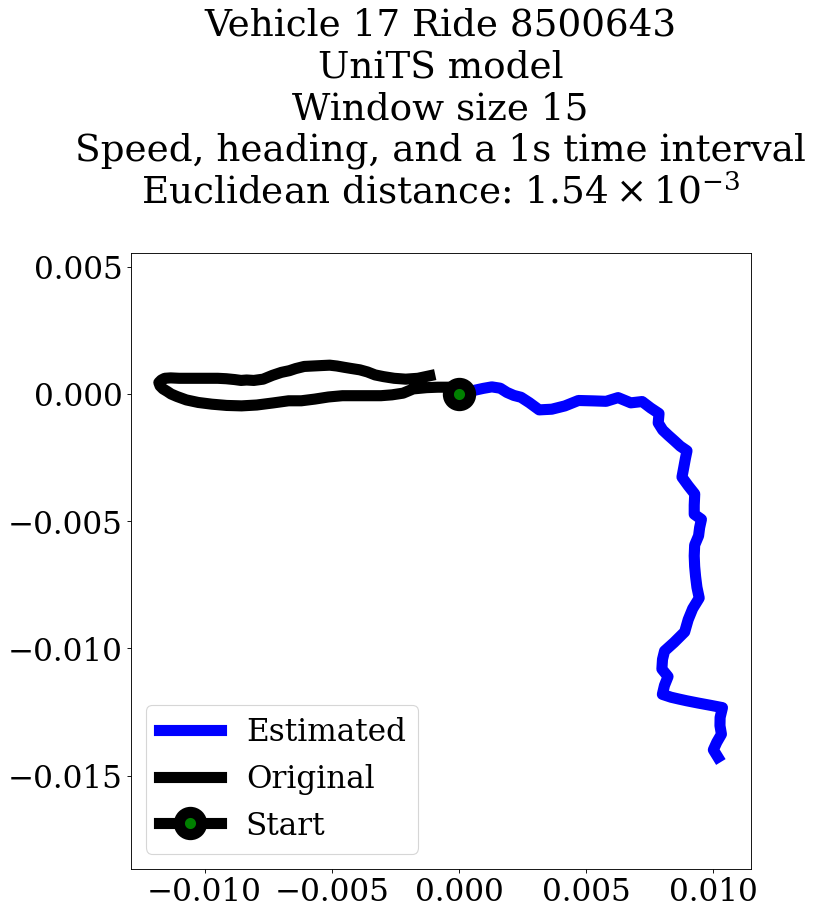 Vehicle 17 Ride 8500643
UniTS model
Window size 15
Speed, heading, and a 1s time interval
Euclidean distance: 1.54 × 10⁻³
0.005
0.000
−0.005
−0.010
−0.015
Estimated
Original
Start
−0.010 −0.005 0.000 0.005 0.010